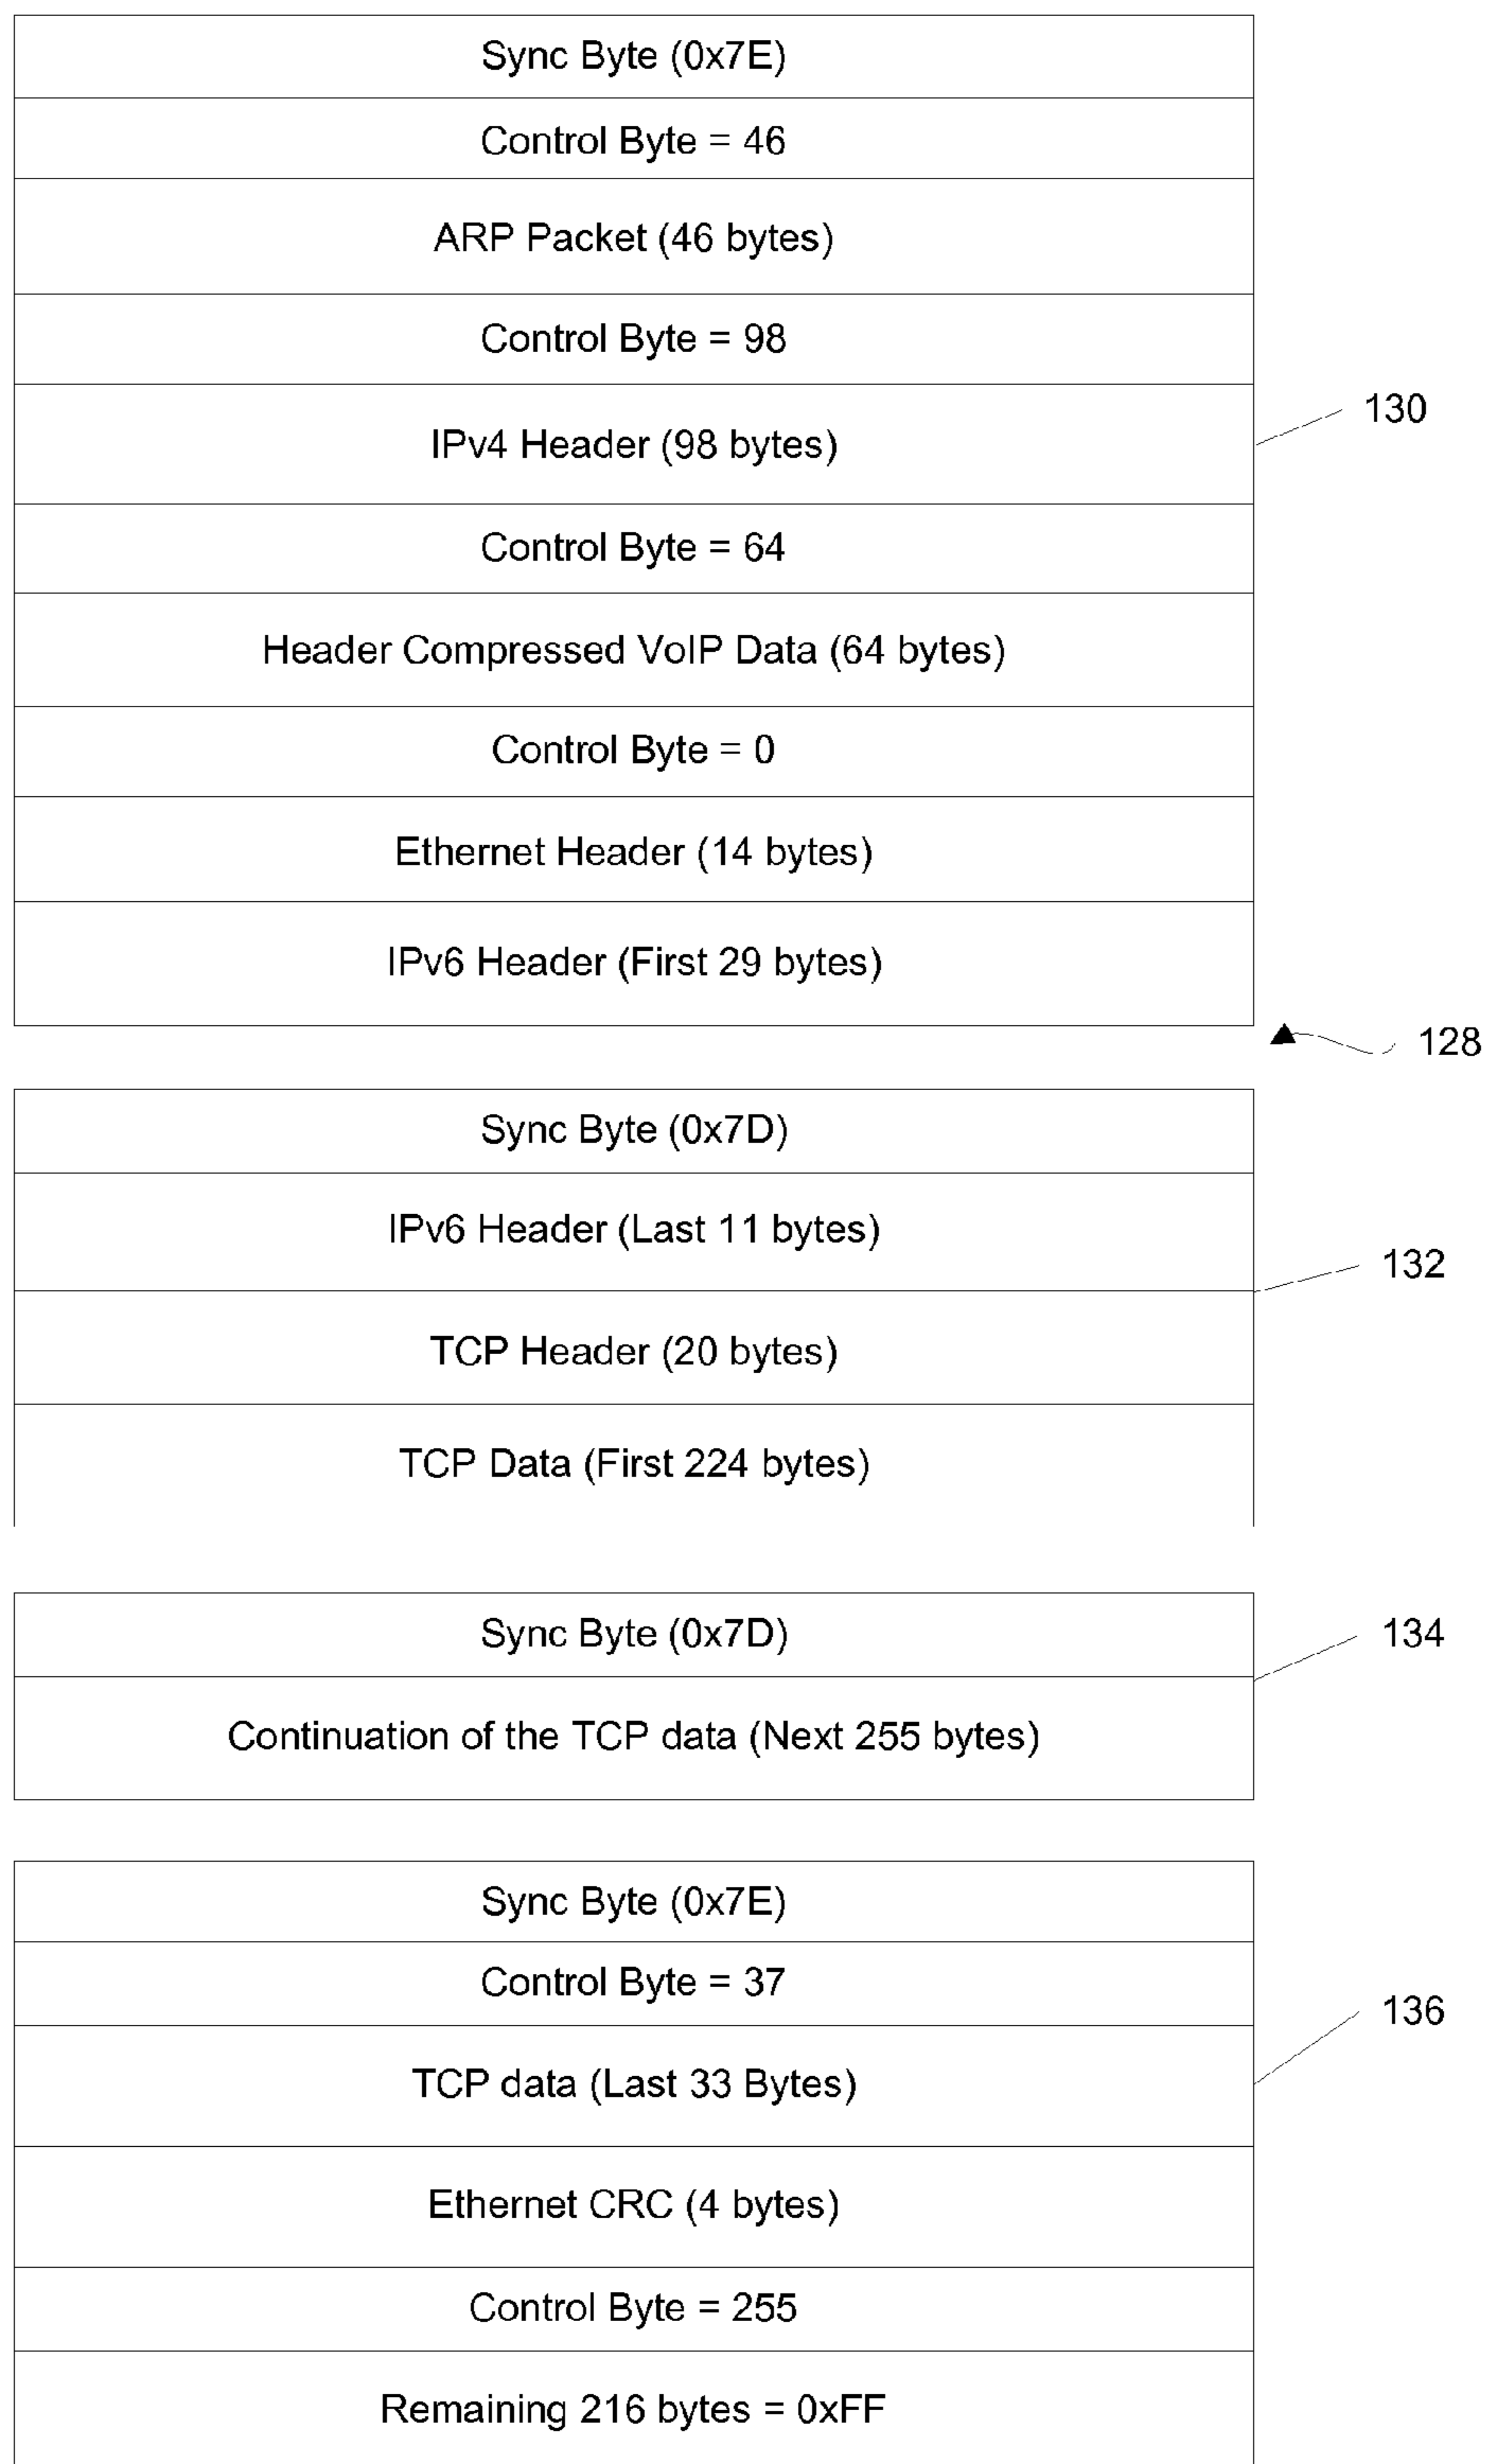 Sync Byte (0x7E)
Control Byte = 46
ARP Packet (46 bytes)
Control Byte = 98
130
IPv4 Header (98 bytes)
Control Byte = 64
Header Compressed VoIP Data (64 bytes)
Control Byte = 0
Ethernet Header (14 bytes)
IPv6 Header (First 29 bytes)
128
Sync Byte (0x7D)
IPv6 Header (Last 11 bytes)
132
TCP Header (20 bytes)
TCP Data (First 224 bytes)
Sync Byte (0x7D)
134
Continuation of the TCP data (Next 255 bytes)
Sync Byte (0x7E)
Control Byte = 37
136
TCP data (Last 33 Bytes)
Ethernet CRC (4 bytes)
Control Byte = 255
Remaining 216 bytes = 0xFF